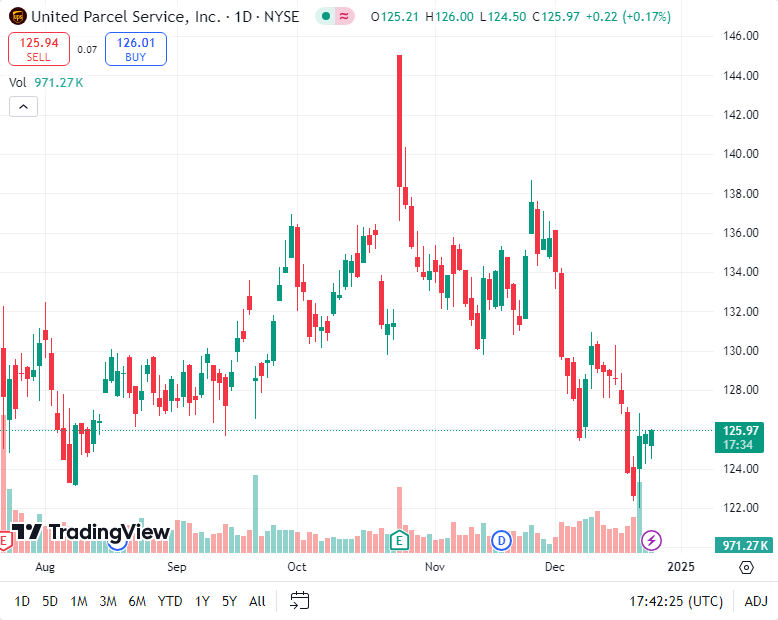 United Parcel Service, Inc. · 1D · NYSE ≈ O125.21 H126.00 L124.50 C125.97 +0.22 (+0.17%)
125.94 SELL 0.07 126.01 BUY
Vol 971.27K
146.00
144.00
142.00
140.00
138.00
136.00
134.00
132.00
130.00
128.00
125.97
17:34
124.00
122.00
971.27K
TradingView
E E D
Aug Sep Oct Nov Dec 2025
1D 5D 1M 3M 6M YTD 1Y 5Y All 17:42:25 (UTC) ADJ